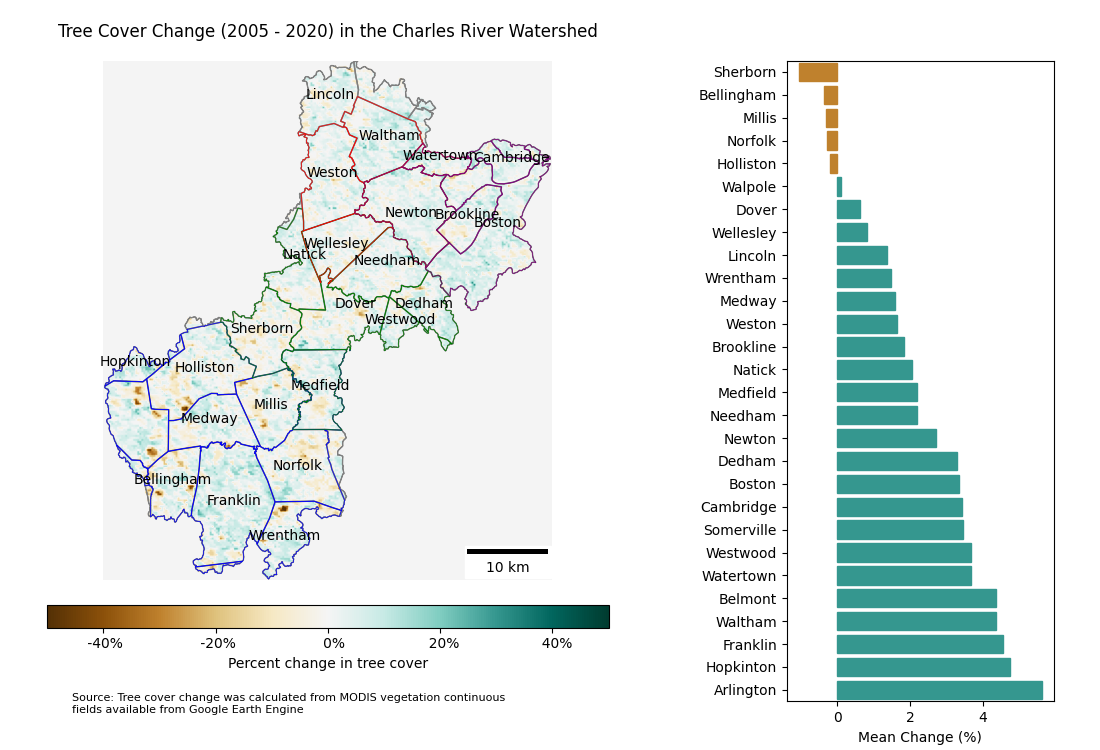 Tree Cover Change (2005 - 2020) in the Charles River Watershed
Lincoln
Waltham
Watertown
Cambridge
Weston
Newton
Brookline
Boston
Wellesley
Natick
Needham
Dover
Dedham
Westwood
Sherborn
Hopkinton
Holliston
Medfield
Millis
Medway
Norfolk
Bellingham
Franklin
Wrentham
10 km
-40%
-20%
0%
20%
40%
Percent change in tree cover
Source: Tree cover change was calculated from MODIS vegetation continuous
fields available from Google Earth Engine
Sherborn
Bellingham
Millis
Norfolk
Holliston
Walpole
Dover
Wellesley
Lincoln
Wrentham
Medway
Weston
Brookline
Natick
Medfield
Needham
Newton
Dedham
Boston
Cambridge
Somerville
Westwood
Watertown
Belmont
Waltham
Franklin
Hopkinton
Arlington
0
2
4
Mean Change (%)